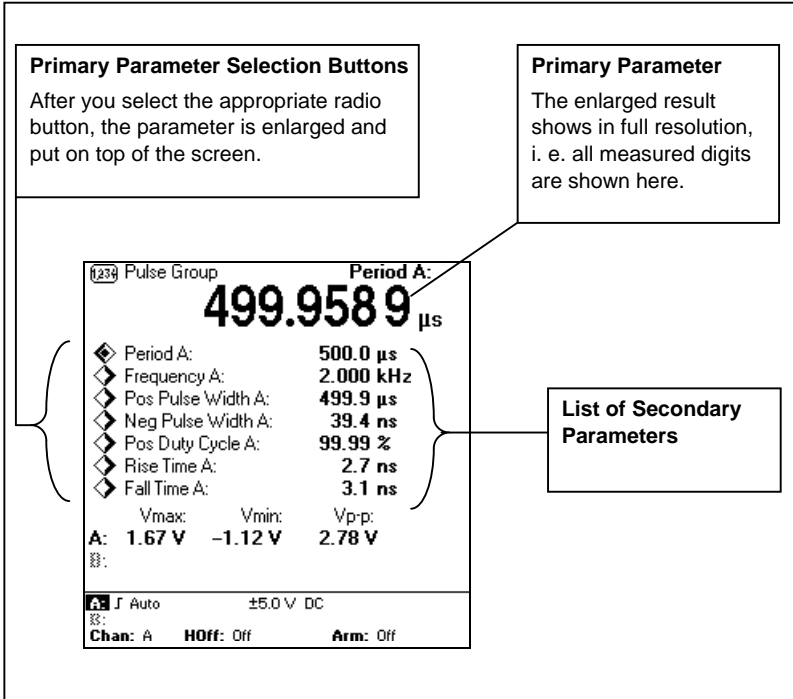 Primary Parameter Selection Buttons
After you select the appropriate radio
button, the parameter is enlarged and
put on top of the screen.
Primary Parameter
The enlarged result
shows in full resolution,
i. e. all measured digits
are shown here.
1,234 Pulse Group Period A:
499.958 9 µs
Period A: 500.0 µs
Frequency A: 2.000 kHz
Pos Pulse Width A: 499.9 µs
Neg Pulse Width A: 39.4 ns
Pos Duty Cycle A: 99.99 %
Rise Time A: 2.7 ns
Fall Time A: 3.1 ns
List of Secondary
Parameters
Vmax: Vmin: Vp-p:
A: 1.67 V -1.12 V 2.78 V
B:
A: Auto ±5.0 V DC
B:
Chan: A HOff: Off Arm: Off